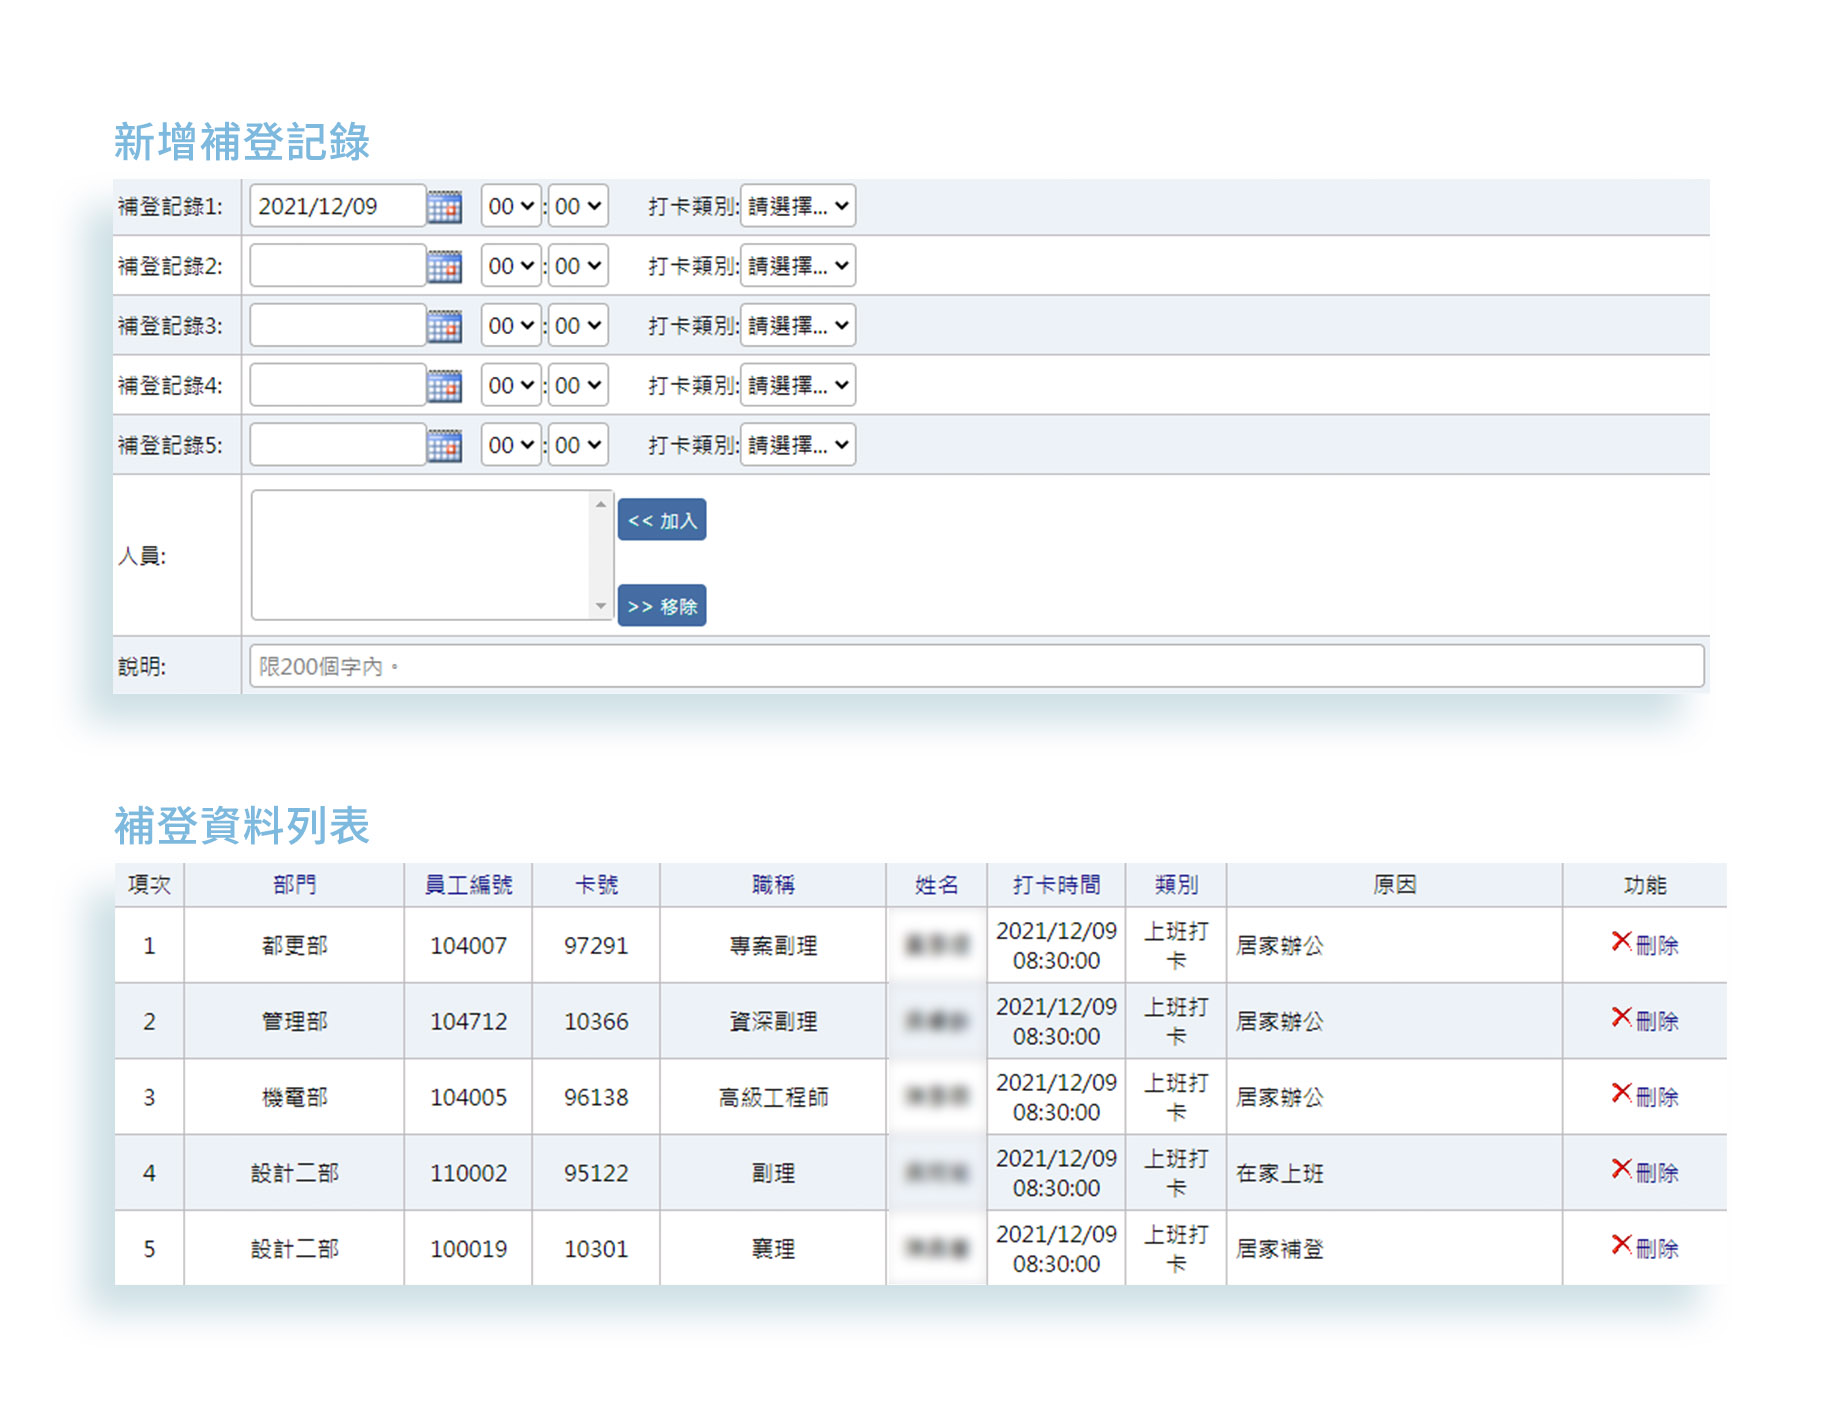 新增補登記錄
補登記錄1: 2021/12/09 00 : 00 打卡類別: 請選擇...
補登記錄2: 00 : 00 打卡類別: 請選擇...
補登記錄3: 00 : 00 打卡類別: 請選擇...
補登記錄4: 00 : 00 打卡類別: 請選擇...
補登記錄5: 00 : 00 打卡類別: 請選擇...
人員: << 加入
>> 移除
說明: 限200個字內。
補登資料列表
項次 部門 員工編號 卡號 職稱 姓名 打卡時間 類別 原因 功能
1 都更部 104007 97291 專案副理 2021/12/09 08:30:00 上班打卡 居家辦公 刪除
2 管理部 104712 10366 資深副理 2021/12/09 08:30:00 上班打卡 居家辦公 刪除
3 機電部 104005 96138 高級工程師 2021/12/09 08:30:00 上班打卡 居家辦公 刪除
4 設計二部 110002 95122 副理 2021/12/09 08:30:00 上班打卡 在家上班 刪除
5 設計二部 100019 10301 襄理 2021/12/09 08:30:00 上班打卡 居家補登 刪除